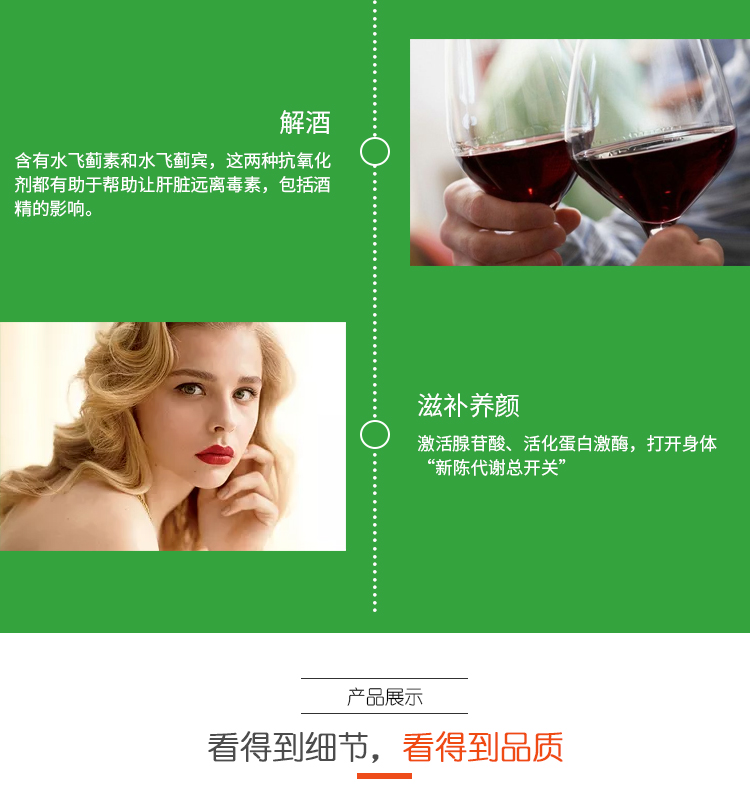 解酒
含有水飞蓟素和水飞蓟宾，这两种抗氧化
剂都有助于帮助让肝脏远离毒素，包括酒
精的影响。
滋补养颜
激活腺苷酸、活化蛋白激酶，打开身体
“新陈代谢总开关”
产品展示
看得到细节，看得到品质